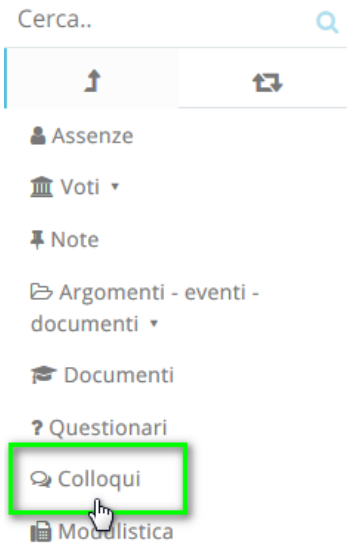 Cerca..
Assenze
Voti
Note
Argomenti - eventi -
documenti
Documenti
? Questionari
Colloqui
Modulistica